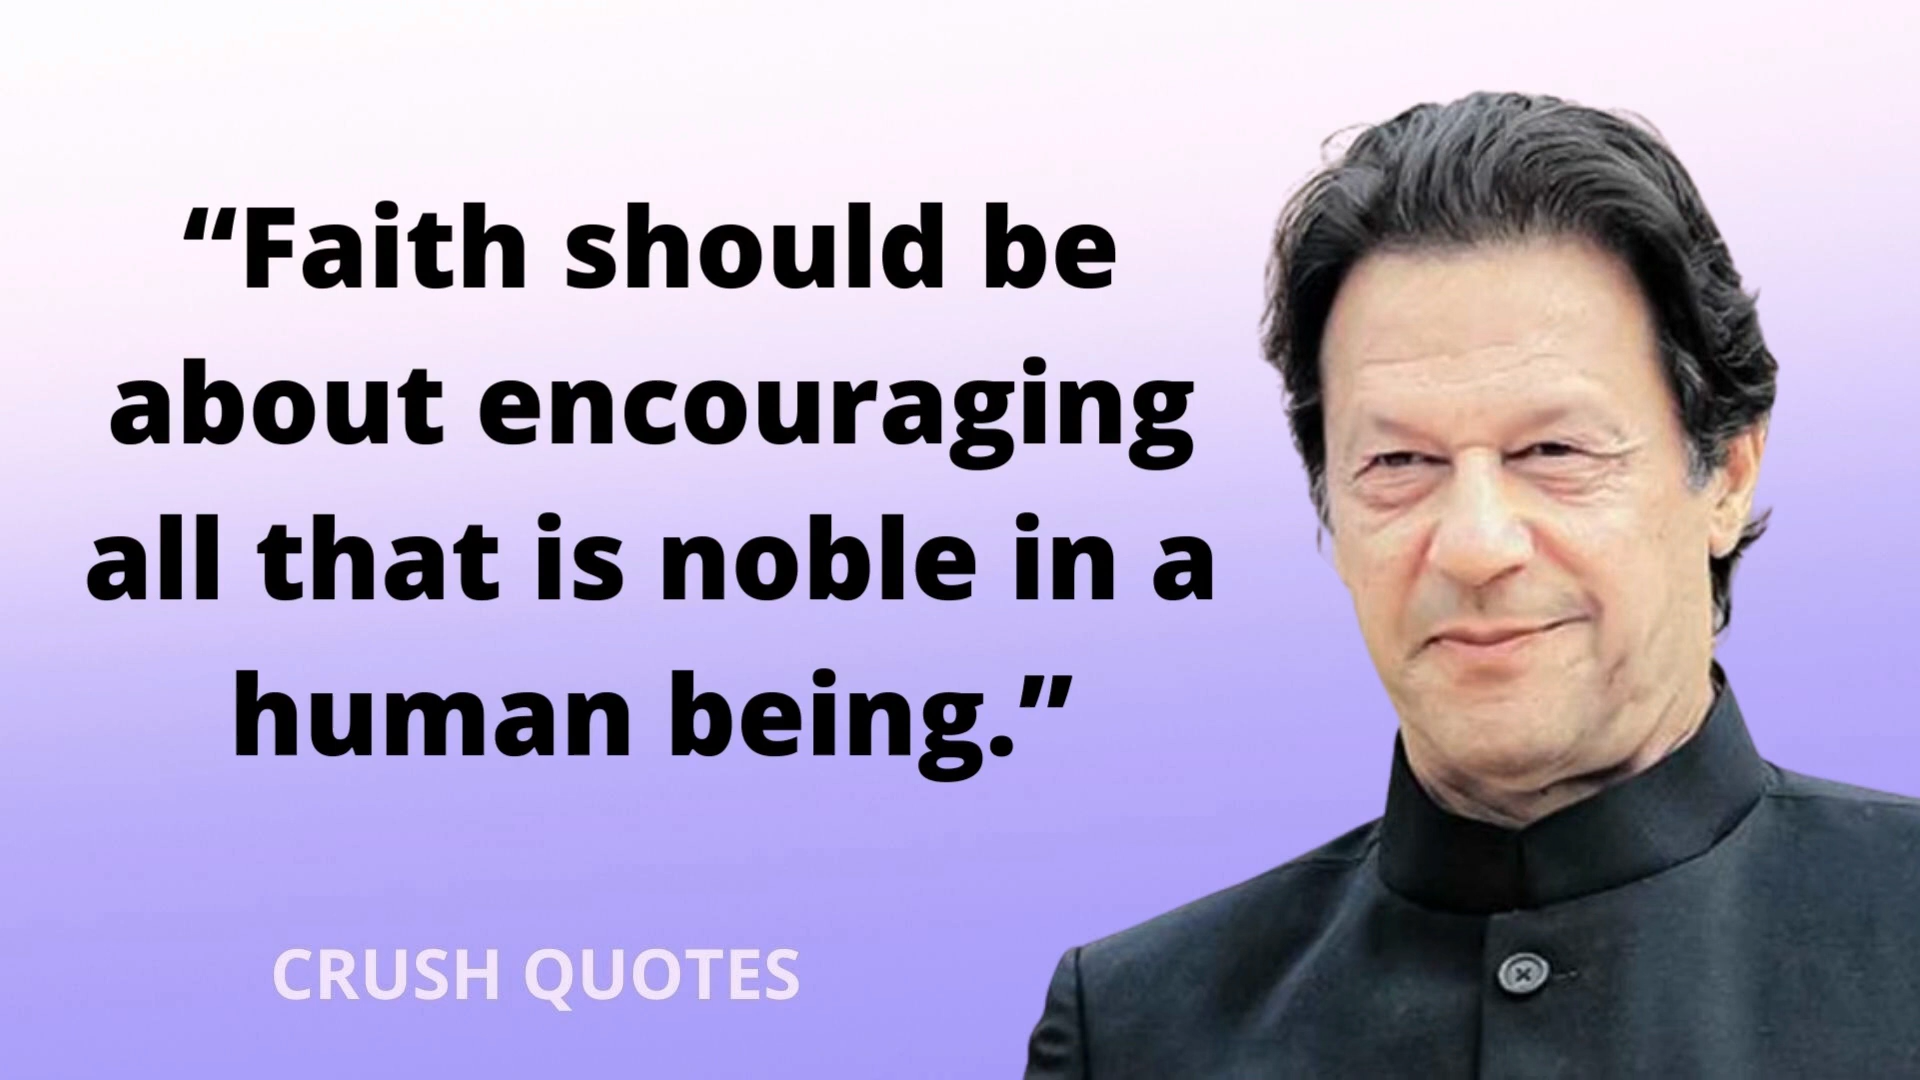 “Faith should be
about encouraging
all that is noble in a
human being.”
CRUSH QUOTES